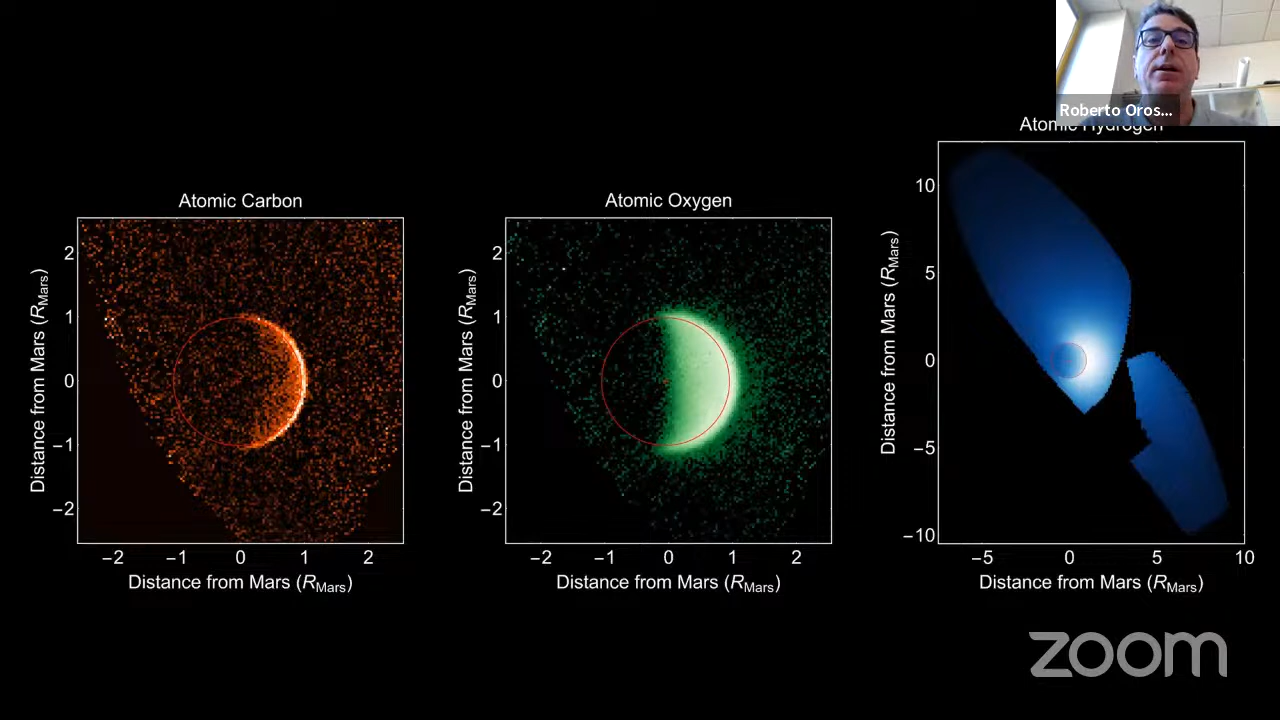 Roberto Oros...
Atomic Carbon
Distance from Mars (RMars)
2
1
0
−1
−2
−2 −1 0 1 2
Distance from Mars (RMars)
Atomic Oxygen
Distance from Mars (RMars)
2
1
0
−1
−2
−2 −1 0 1 2
Distance from Mars (RMars)
Atomic Hydrogen
Distance from Mars (RMars)
10
5
0
−5
−10
−5 0 5 10
Distance from Mars (RMars)
zoom